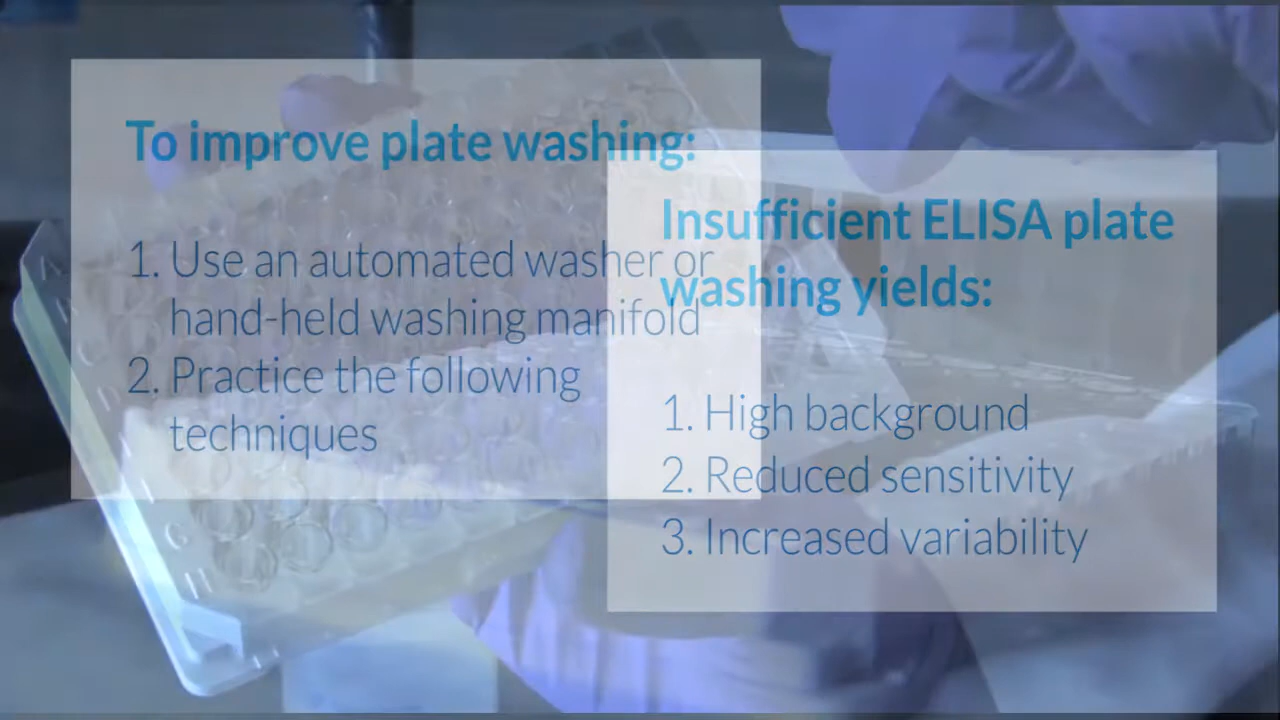 To improve plate washing:
1. Use an automated washer or
hand-held washing manifold
2. Practice the following
techniques
Insufficient ELISA plate
washing yields:
1. High background
2. Reduced sensitivity
3. Increased variability
A
C
D
G
H